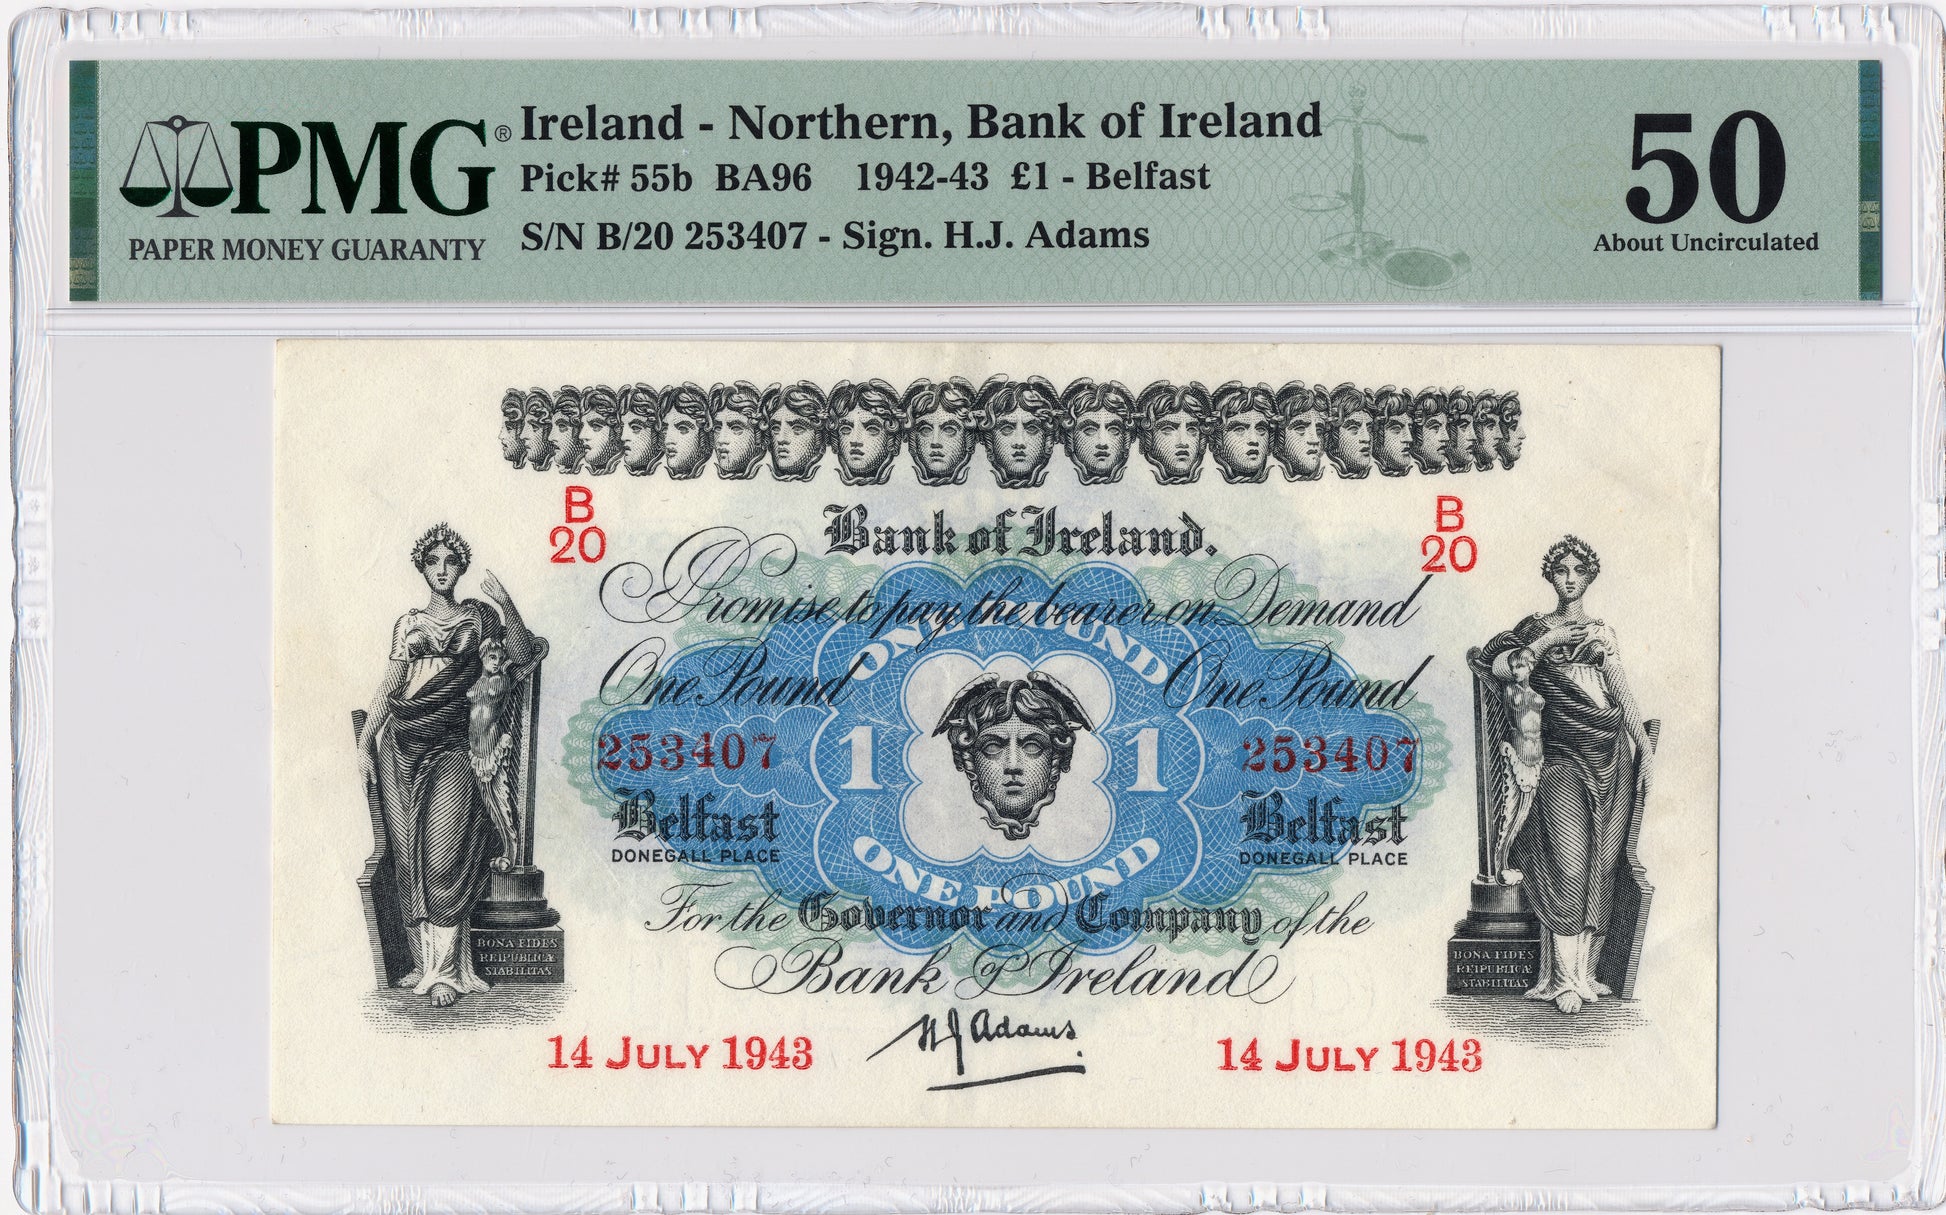 PMG®
PAPER MONEY GUARANTY
Ireland - Northern, Bank of Ireland
Pick# 55b BA96 1942-43 £1 - Belfast
S/N B/20 253407 - Sign. H.J. Adams
50
About Uncirculated
B
20
B
20
Bank of Ireland.
Promise to pay the bearer on Demand
ONE POUND
One Pound One Pound
253407 1 1 253407
Belfast Belfast
DONEGALL PLACE DONEGALL PLACE
ONE POUND
For the Governor and Company of the
Bank of Ireland
BONA FIDES
REIPUBLICÆ
STABILITAS
BONA FIDES
REIPUBLICÆ
STABILITAS
14 JULY 1943 HJ Adams. 14 JULY 1943